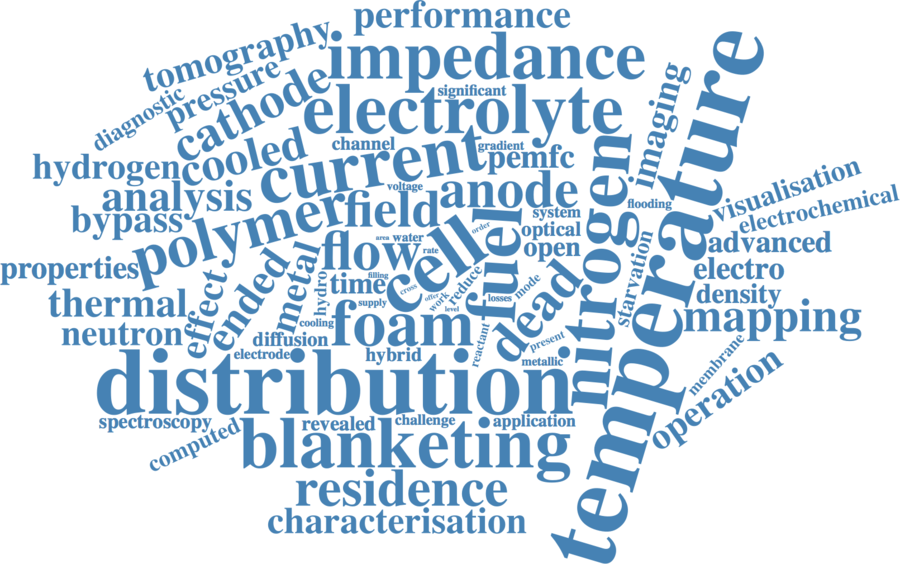 performance
tomography
impedance
temperature
pressure
diagnostic
cathode
significant
electrolyte
imaging
channel
current
gradient
pemfc
hydrogen
cooled
nitrogen
analysis
voltage
anode
visualisation
bypass
polymer
field
cell
order
fuel
system
flooding
electrochemical
optical
flow
area
water
rate
open
advanced
properties
effect
ended
metal
hydro
time
filling
cross
reduce
work
offer
level
losses
mode
dead
starvation
electro
thermal
supply
density
neutron
cooling
foam
mapping
diffusion
reactant
present
electrode
hybrid
metallic
membrane
distribution
operation
spectroscopy
revealed
challenge
application
computed
blanketing
residence
characterisation